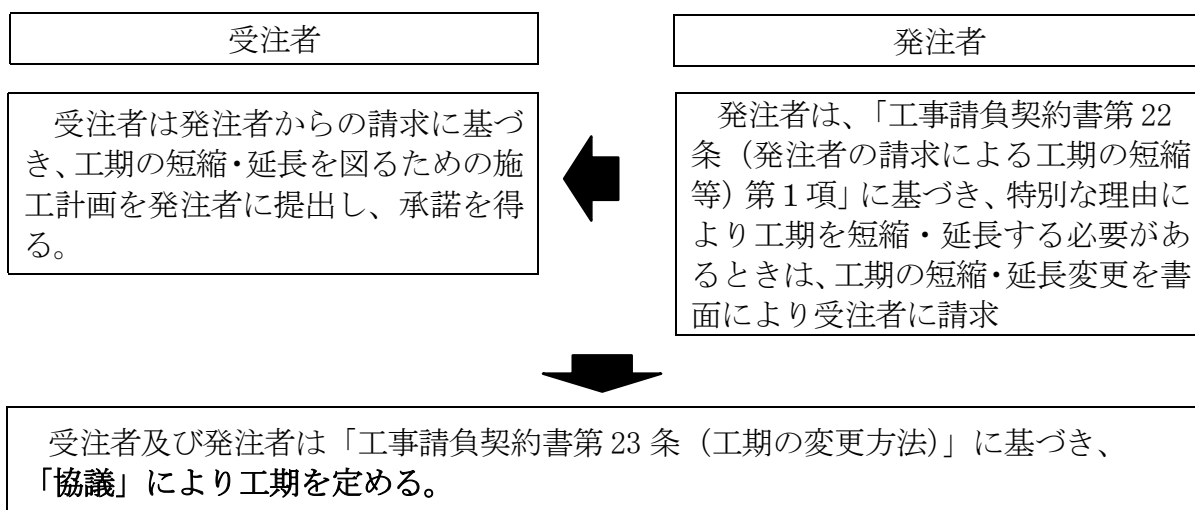 受注者
発注者
受注者は発注者からの請求に基づ
き、工期の短縮・延長を図るための施
工計画を発注者に提出し、承諾を得
る。
発注者は、「工事請負契約書第22
条(発注者の請求による工期の短縮
等)第1項」に基づき、特別な理由に
より工期を短縮・延長する必要があ
るときは、工期の短縮・延長変更を書
面により受注者に請求
受注者及び発注者は「工事請負契約書第23条(工期の変更方法)」に基づき、
「協議」により工期を定める。